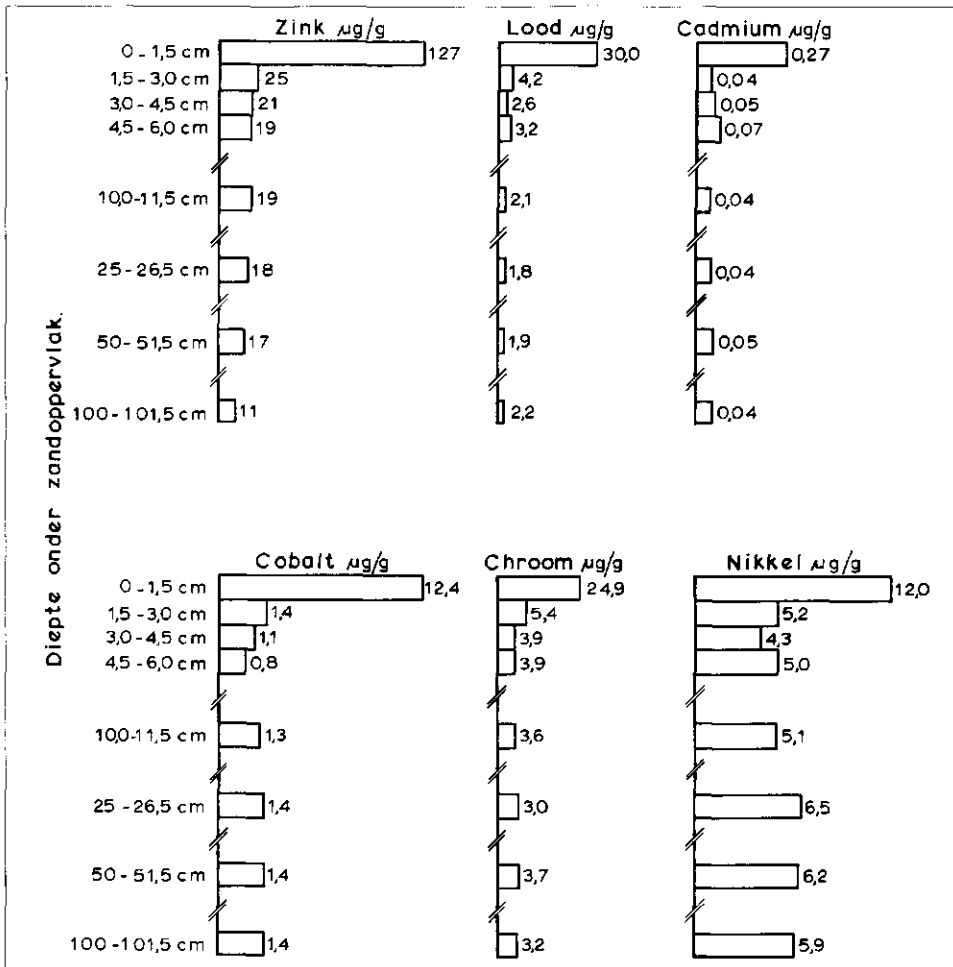 Zink µg/g Lood µg/g Cadmium µg/g
0 - 1,5 cm 127 30,0 0,27
1,5 - 3,0 cm 25 4,2 0,04
3,0 - 4,5 cm 21 2,6 0,05
4,5 - 6,0 cm 19 3,2 0,07
10,0-11,5 cm 19 2,1 0,04
25 - 26,5 cm 18 1,8 0,04
50 - 51,5 cm 17 1,9 0,05
100 - 101,5 cm 11 2,2 0,04
Diepte onder zandoppervlak.
Cobalt µg/g Chroom µg/g Nikkel µg/g
0 - 1,5 cm 12,4 24,9 12,0
1,5 - 3,0 cm 1,4 5,4 5,2
3,0 - 4,5 cm 1,1 3,9 4,3
4,5 - 6,0 cm 0,8 3,9 5,0
10,0-11,5 cm 1,3 3,6 5,1
25 - 26,5 cm 1,4 3,0 6,5
50 - 51,5 cm 1,4 3,7 6,2
100 - 101,5 cm 1,4 3,2 5,9